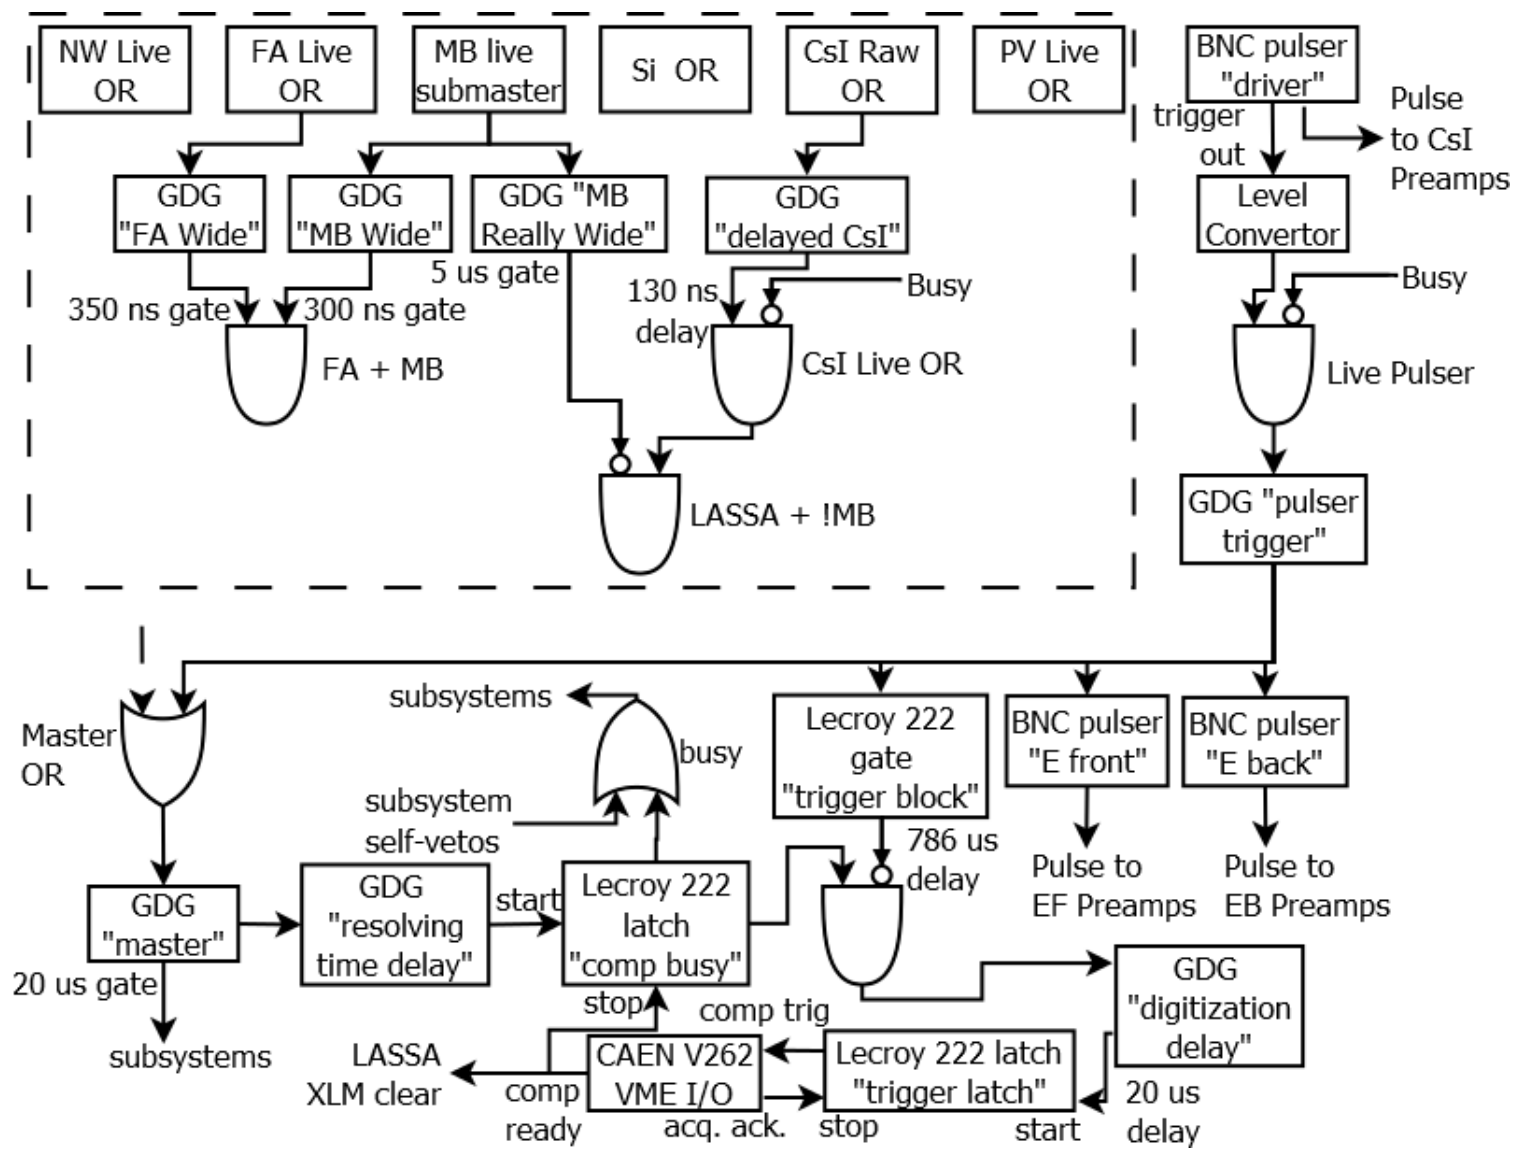 NW Live
OR
FA Live
OR
MB live
submaster
Si OR
CsI Raw
OR
PV Live
OR
BNC pulser
"driver"
trigger
out
Pulse
to CsI
Preamps
GDG
"FA Wide"
GDG
"MB Wide"
GDG "MB
Really Wide"
GDG
"delayed CsI"
Level
Convertor
350 ns gate
300 ns gate
5 us gate
130 ns
delay
Busy
Busy
FA + MB
CsI Live OR
Live Pulser
LASSA + !MB
GDG "pulser
trigger"
Master
OR
subsystems
busy
subsystem
self-vetos
Lecroy 222
gate
"trigger block"
BNC pulser
"E front"
BNC pulser
"E back"
786 us
delay
Pulse to
EF Preamps
Pulse to
EB Preamps
GDG
"master"
GDG
"resolving
time delay"
start
Lecroy 222
latch
"comp busy"
20 us gate
subsystems
stop
comp trig
GDG
"digitization
delay"
LASSA
XLM clear
comp
ready
CAEN V262
VME I/O
Lecroy 222 latch
"trigger latch"
acq. ack.
stop
start
20 us
delay